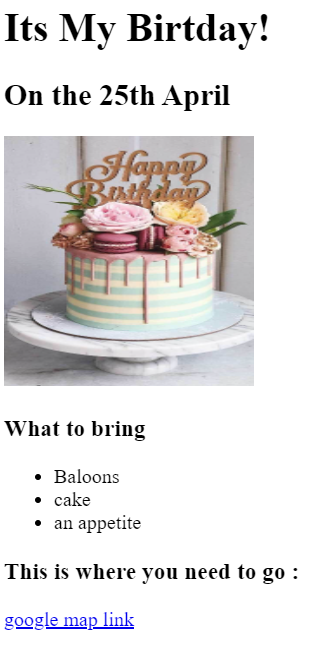 Its My Birtday!
On the 25th April
Happy
Birthday
What to bring
Baloons
cake
an appetite
This is where you need to go :
google map link